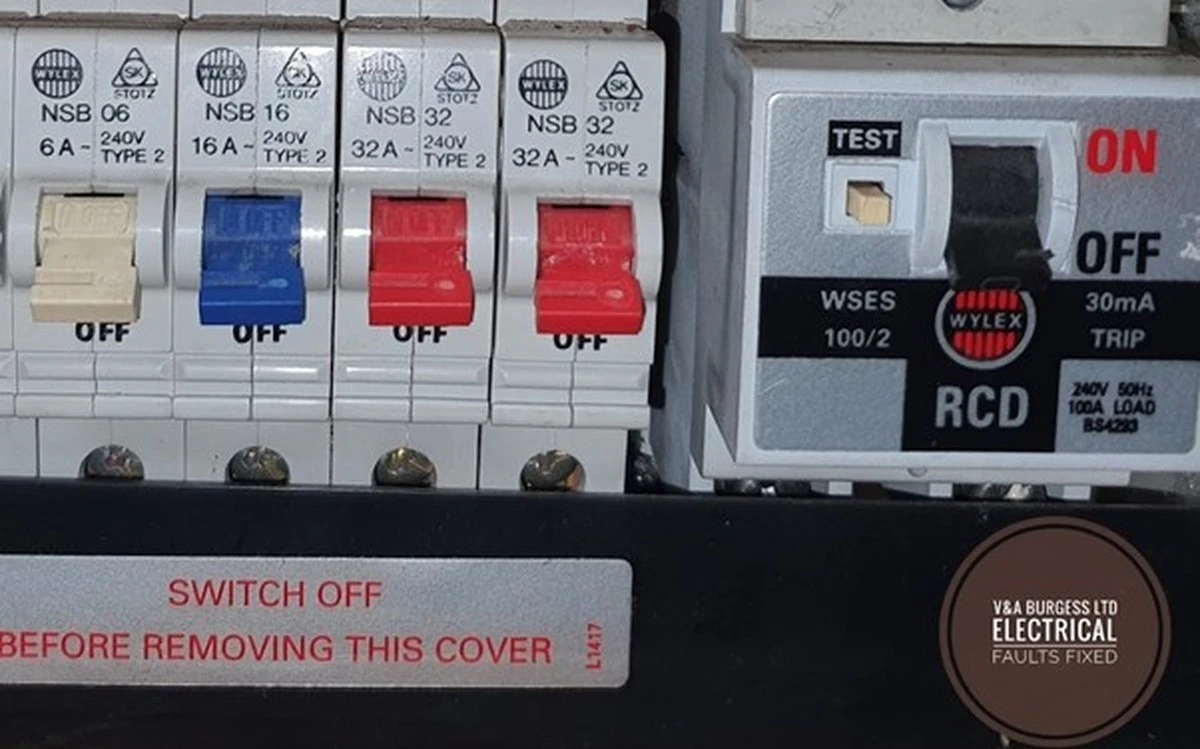 WYLEX SK STOTZ
NSB 06
6A~ 240V TYPE 2
OFF
WYLEX SK STOTZ
NSB 16
16A~ 240V TYPE 2
OFF
WYLEX SK STOTZ
NSB 32
32A~ 240V TYPE 2
OFF
WYLEX SK STOTZ
NSB 32
32A~ 240V TYPE 2
OFF
TEST
ON
OFF
WSES
100/2
WYLEX
30mA
TRIP
RCD
240V 50Hz
100A LOAD
BS4293
SWITCH OFF
BEFORE REMOVING THIS COVER
L1417
V&A BURGESS LTD
ELECTRICAL
FAULTS FIXED